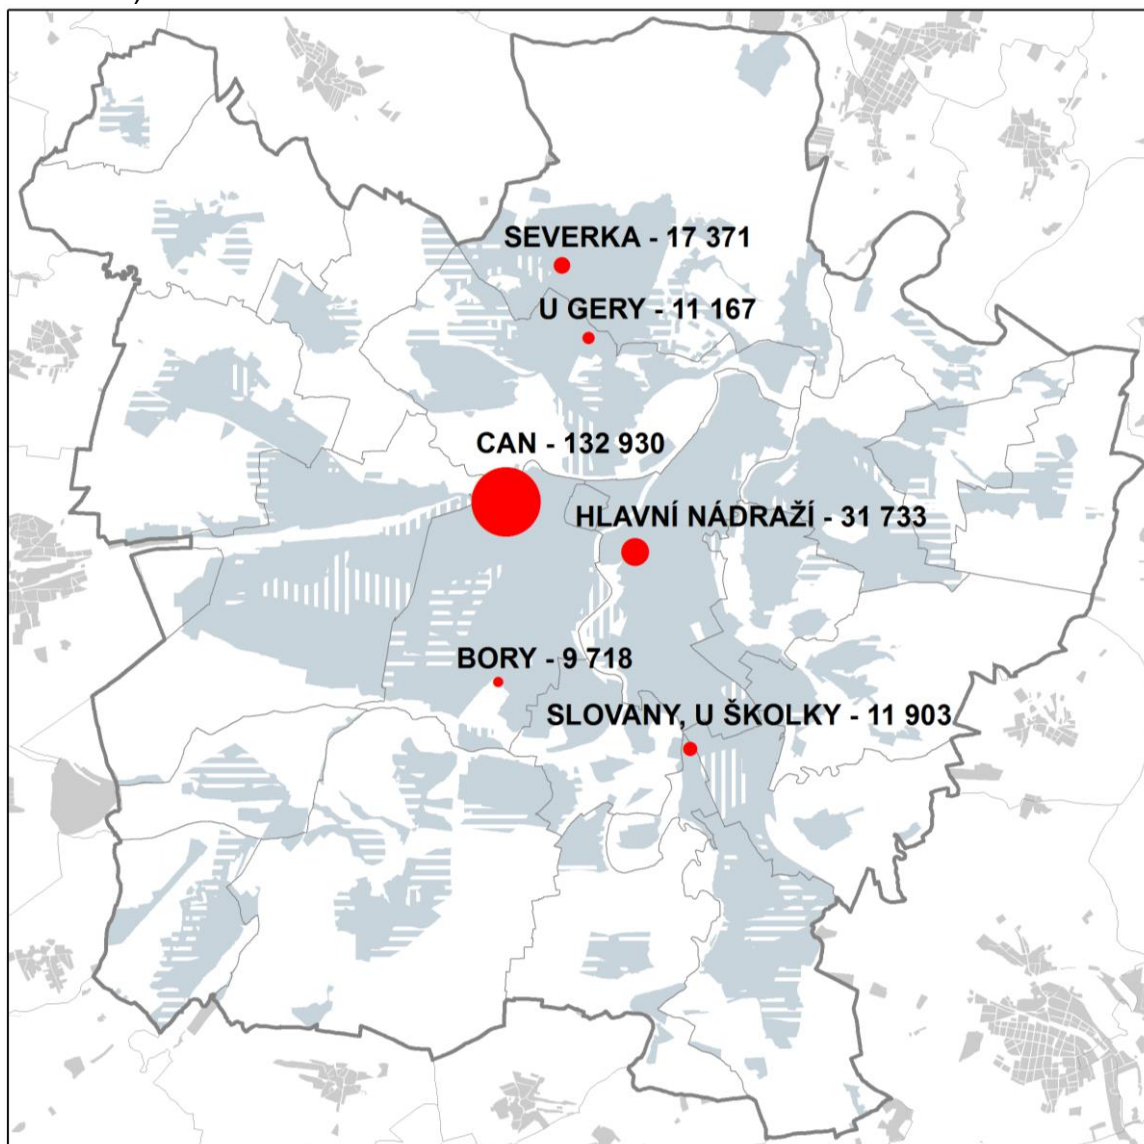 SEVERKA - 17 371
U GERY - 11 167
CAN - 132 930
HLAVNÍ NÁDRAŽÍ - 31 733
BORY - 9 718
SLOVANY, U ŠKOLKY - 11 903